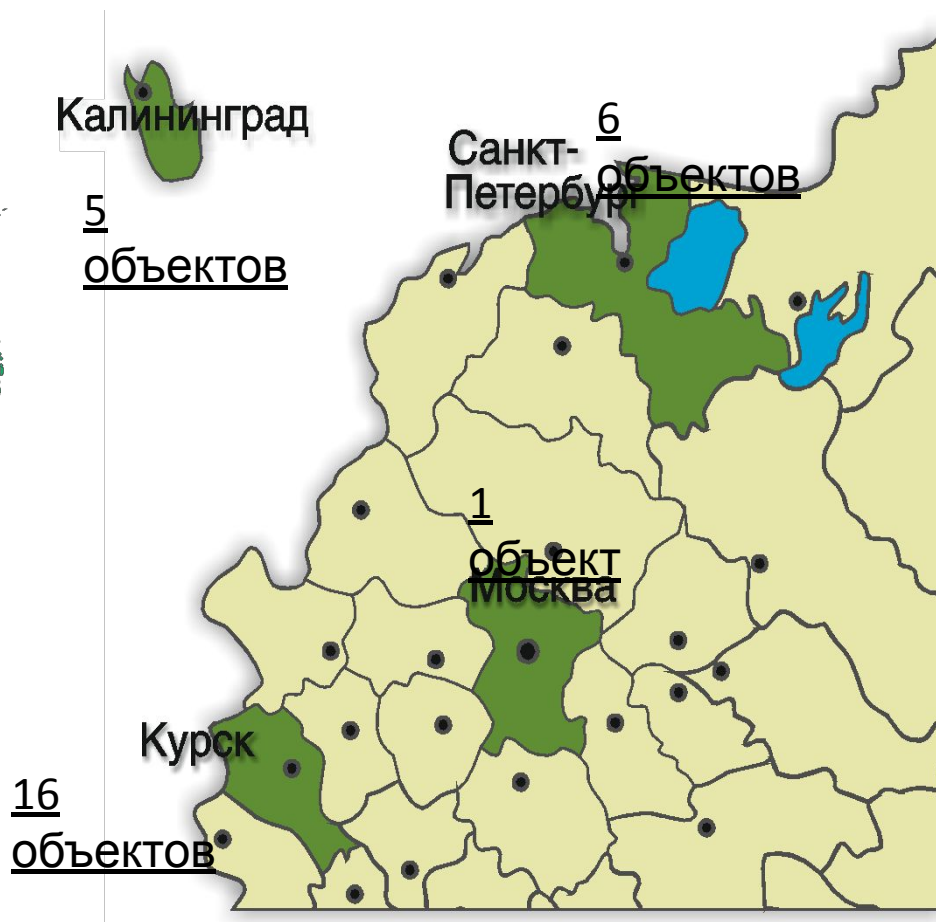 Калининград
5
объектов
6
объектов
Санкт-
Петербург
1
объект
Москва
Курск
16
объектов